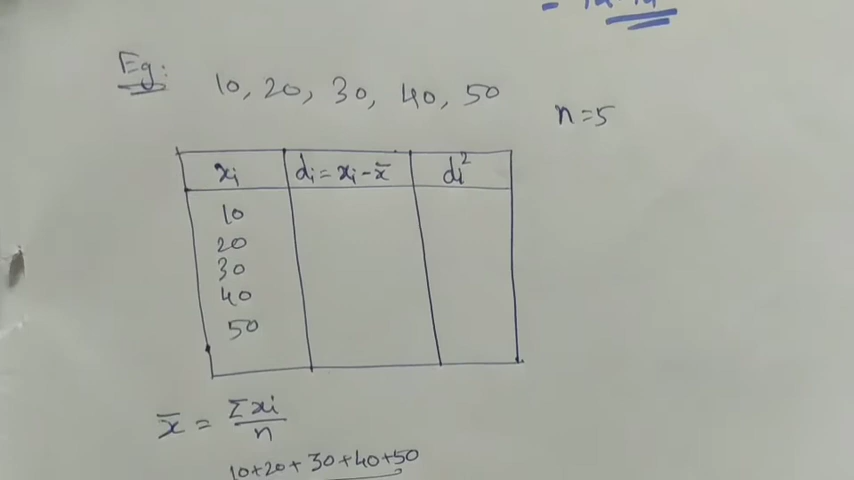 Eg: 10, 20, 30, 40, 50
n = 5
xi di = xi - x̄ di²
10
20
30
40
50
x̄ = Σxi / n
10+20+30+40+50